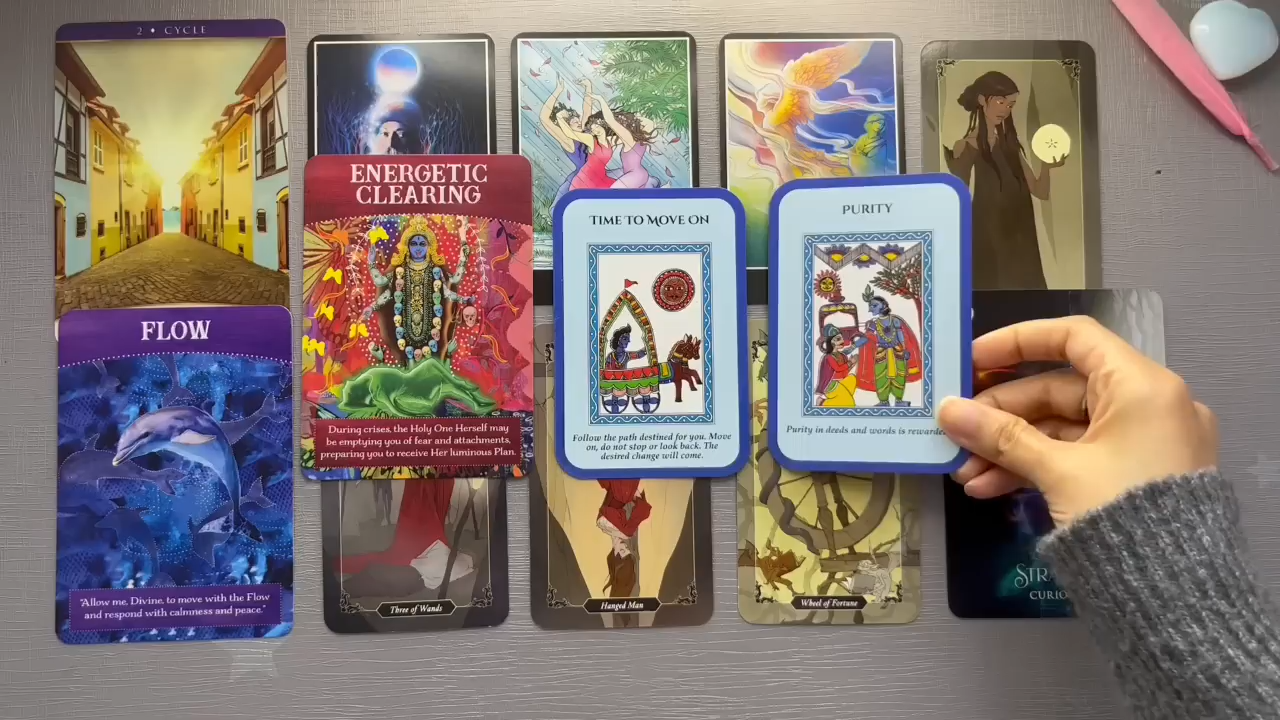 2 • CYCLE
FLOW
"Allow me, Divine, to move with the Flow
and respond with calmness and peace."
ENERGETIC
CLEARING
During crises, the Holy One Herself may
be emptying you of fear and attachments,
preparing you to receive Her luminous Plan.
TIME TO MOVE ON
Follow the path destined for you. Move
on, do not stop or look back. The
desired change will come.
PURITY
Purity in deeds and words is
Three of Wands
Hanged Man
Wheel of Fortune